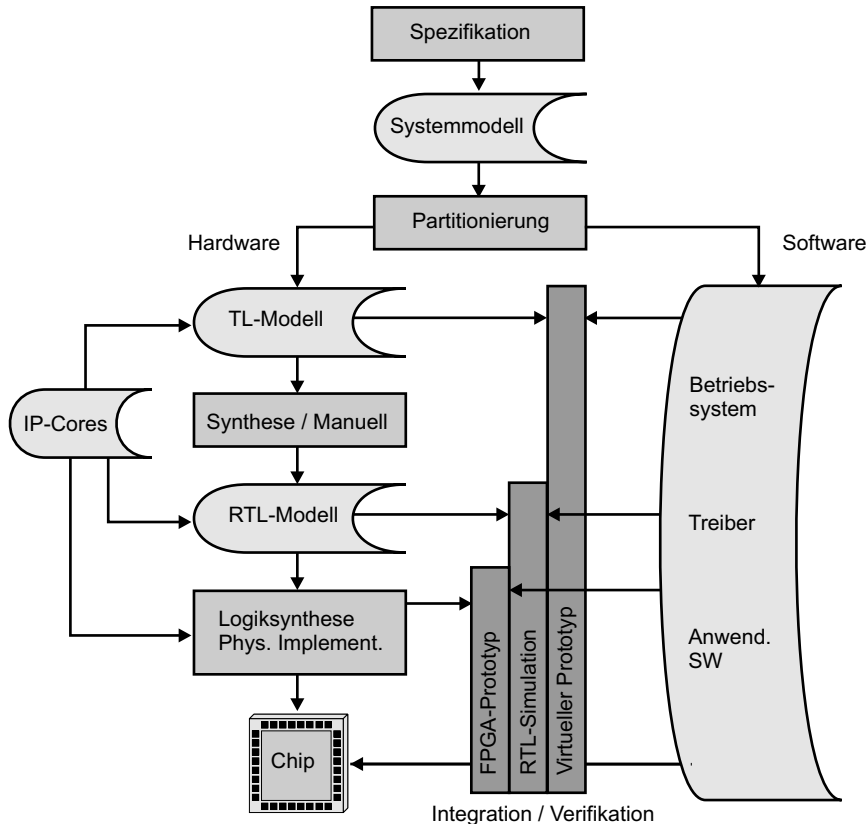 Spezifikation
Systemmodell
Partitionierung
Hardware
Software
TL-Modell
Betriebs-
system
IP-Cores
Synthese / Manuell
RTL-Modell
Treiber
Logiksynthese
Phys. Implement.
FPGA-Prototyp
RTL-Simulation
Virtueller Prototyp
Anwend.
SW
Chip
Integration / Verifikation